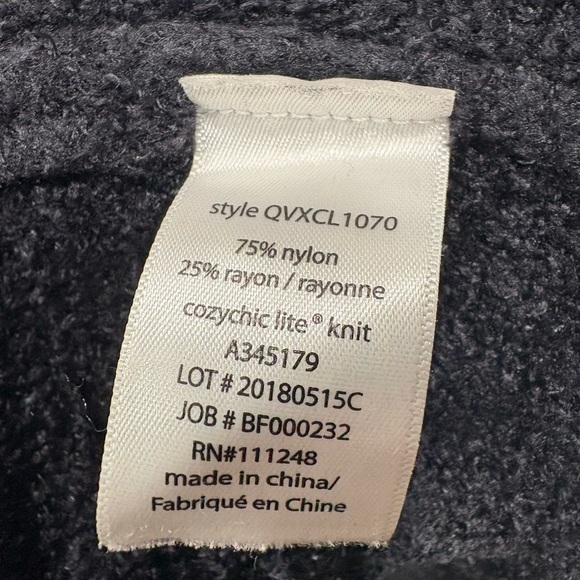 style QVXCL1070
75% nylon
25% rayon / rayonne
cozychic lite® knit
A345179
LOT # 20180515C
JOB # BF000232
RN#111248
made in china/
Fabriqué en Chine